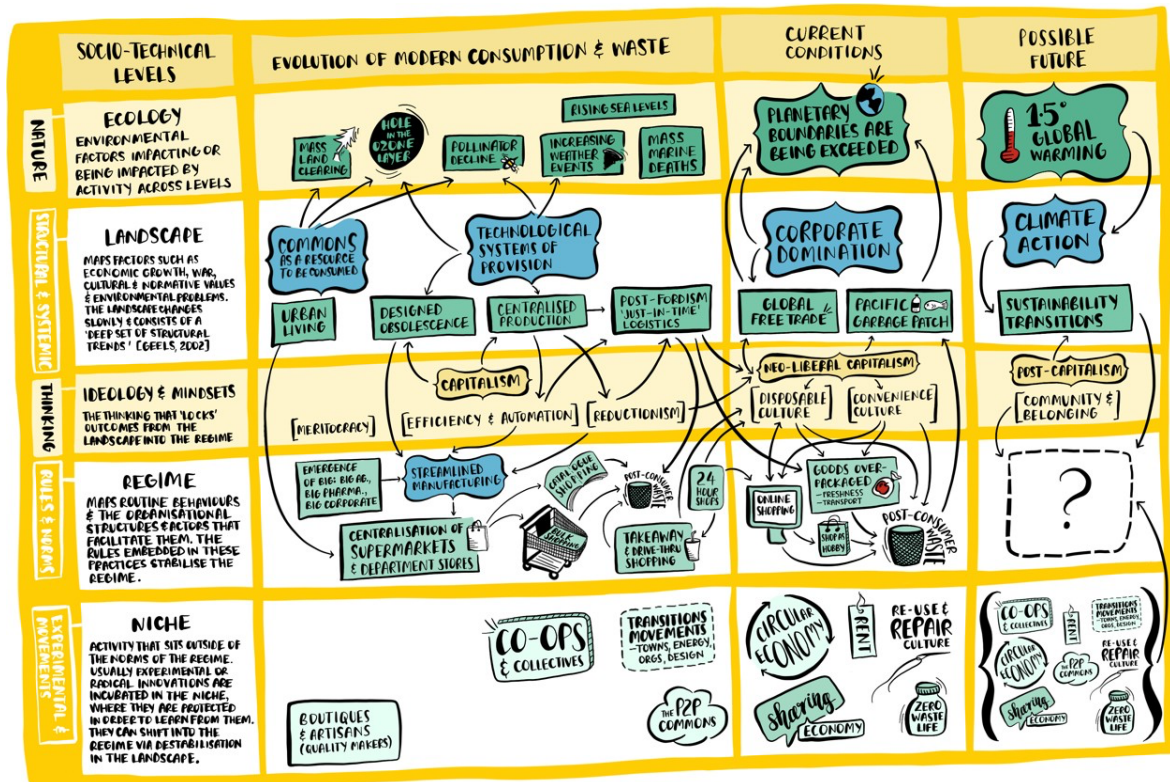 SOCIO-TECHNICAL
LEVELS
EVOLUTION OF MODERN CONSUMPTION & WASTE
CURRENT
CONDITIONS
POSSIBLE
FUTURE
NATURE
ECOLOGY
ENVIRONMENTAL
FACTORS IMPACTING OR
BEING IMPACTED BY
ACTIVITY ACROSS LEVELS
MASS
LAND
CLEARING
HOLE
IN THE
OZONE
LAYER
POLLINATOR
DECLINE
RISING SEA LEVELS
INCREASING
WEATHER
EVENTS
MASS
MARINE
DEATHS
PLANETARY
BOUNDARIES ARE
BEING EXCEEDED
1.5°
GLOBAL
WARMING
STRUCTURAL & SYSTEMIC
LANDSCAPE
MAPS FACTORS SUCH AS
ECONOMIC GROWTH, WAR,
CULTURAL & NORMATIVE VALUES
& ENVIRONMENTAL PROBLEMS.
THE LANDSCAPE CHANGES
SLOWLY & CONSISTS OF A
'DEEP SET OF STRUCTURAL
TRENDS' [GEELS, 2002]
COMMONS
AS A RESOURCE
TO BE CONSUMED
TECHNOLOGICAL
SYSTEMS OF
PROVISION
URBAN
LIVING
DESIGNED
OBSOLESCENCE
CENTRALISED
PRODUCTION
POST-FORDISM
'JUST-IN-TIME'
LOGISTICS
CORPORATE
DOMINATION
GLOBAL
FREE TRADE
PACIFIC
GARBAGE PATCH
CLIMATE
ACTION
SUSTAINABILITY
TRANSITIONS
THINKING
IDEOLOGY & MINDSETS
THE THINKING THAT 'LOCKS'
OUTCOMES FROM THE
LANDSCAPE INTO THE REGIME
CAPITALISM
[MERITOCRACY]
[EFFICIENCY & AUTOMATION]
[REDUCTIONISM]
NEO-LIBERAL CAPITALISM
[DISPOSABLE
CULTURE]
[CONVENIENCE
CULTURE]
POST-CAPITALISM
[COMMUNITY &
BELONGING]
RULES & NORMS
REGIME
MAPS ROUTINE BEHAVIOURS
& THE ORGANISATIONAL
STRUCTURES & ACTORS THAT
FACILITATE THEM. THE
RULES EMBEDDED IN THESE
PRACTICES STABILISE THE
REGIME.
EMERGENCE
OF BIG: BIG AG.,
BIG PHARMA.,
BIG CORPORATE
STREAMLINED
MANUFACTURING
CENTRALISATION OF
SUPERMARKETS
& DEPARTMENT STORES
CATALOGUE
SHOPPING
BULK SHOPPING
POST-CONSUMER
WASTE
TAKEAWAY
& DRIVE-THRU
SHOPPING
24
HOUR
SHOPS
ONLINE
SHOPPING
GOODS OVER-
PACKAGED
-FRESHNESS
-TRANSPORT
SHOP AS
HOBBY
POST-CONSUMER
WASTE
?
EXPERIMENTAL &
MOVEMENTS
NICHE
ACTIVITY THAT SITS OUTSIDE OF
THE NORMS OF THE REGIME.
USUALLY EXPERIMENTAL OR
RADICAL INNOVATIONS ARE
INCUBATED IN THE NICHE,
WHERE THEY ARE PROTECTED
IN ORDER TO LEARN FROM THEM.
THEY CAN SHIFT INTO THE
REGIME VIA DESTABILISATION
IN THE LANDSCAPE.
BOUTIQUES
& ARTISANS
(QUALITY MAKERS)
CO-OPS
& COLLECTIVES
TRANSITIONS
MOVEMENTS
-TOWNS, ENERGY,
ORGS, DESIGN
THE P2P
COMMONS
CIRCULAR
ECONOMY
RENT
RE-USE &
REPAIR
CULTURE
sharing
ECONOMY
ZERO
WASTE
LIFE
CO-OPS
& COLLECTIVES
TRANSITIONS
MOVEMENTS
-TOWNS, ENERGY,
ORGS, DESIGN
RENT
CIRCULAR
ECONOMY
THE P2P
COMMONS
RE-USE &
REPAIR
CULTURE
sharing
ECONOMY
ZERO
WASTE
LIFE